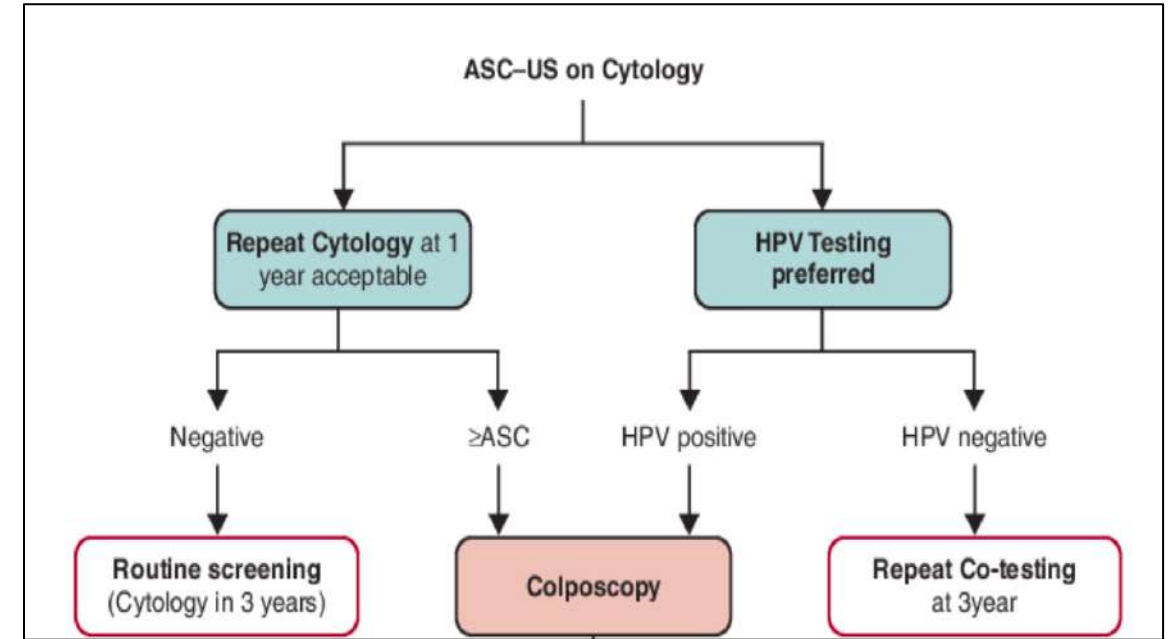 ASC–US on Cytology
Repeat Cytology at 1
year acceptable
HPV Testing
preferred
Negative
≥ASC
HPV positive
HPV negative
Routine screening
(Cytology in 3 years)
Colposcopy
Repeat Co-testing
at 3year